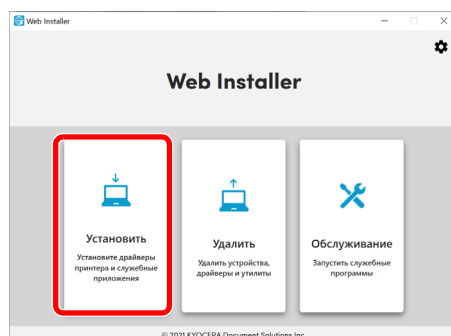 Web Installer
Web Installer
Установить
Установите драйверы
принтера и служебные
приложения
Удалить
Удалить устройства,
драйверы и утилиты
Обслуживание
Запустить служебные
программы
© 2021 KYOCERA Document Solutions Inc.